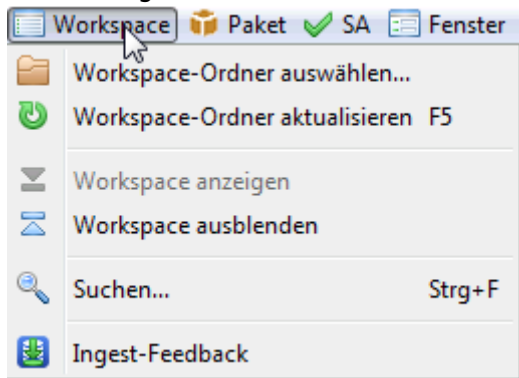 Workspace Paket SA Fenster
Workspace-Ordner auswählen...
Workspace-Ordner aktualisieren F5
Workspace anzeigen
Workspace ausblenden
Suchen... Strg+F
Ingest-Feedback